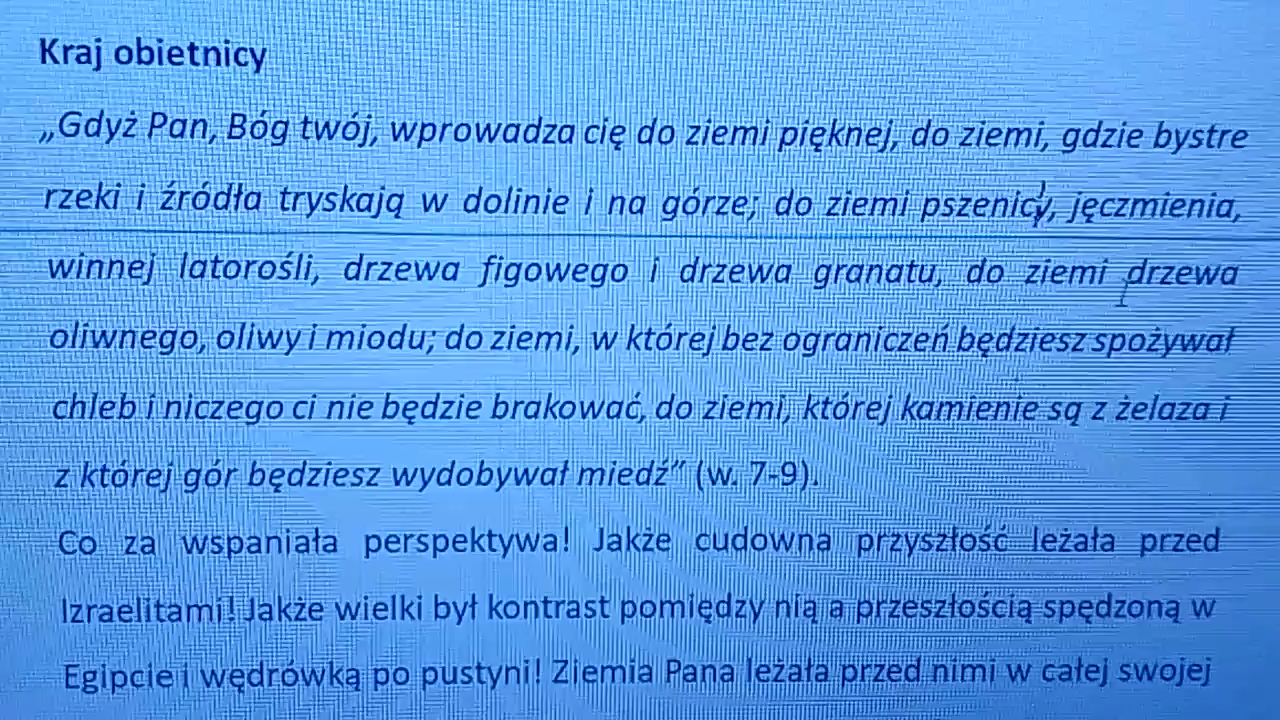 Kraj obietnicy
„Gdyż Pan, Bóg twój, wprowadza cię do ziemi pięknej, do ziemi, gdzie bystre
rzeki i źródła tryskają w dolinie i na górze; do ziemi pszenicy, jęczmienia,
winnej latorośli, drzewa figowego i drzewa granatu, do ziemi drzewa
oliwnego, oliwy i miodu; do ziemi, w której bez ograniczeń będziesz spożywał
chleb i niczego ci nie będzie brakować, do ziemi, której kamienie są z żelaza i
z której gór będziesz wydobywał miedź” (w. 7-9).
Co za wspaniała perspektywa! Jakże cudowna przyszłość leżała przed
Izraelitami! Jakże wielki był kontrast pomiędzy nią a przeszłością spędzoną w
Egipcie i wędrówką po pustyni! Ziemia Pana leżała przed nimi w całej swojej